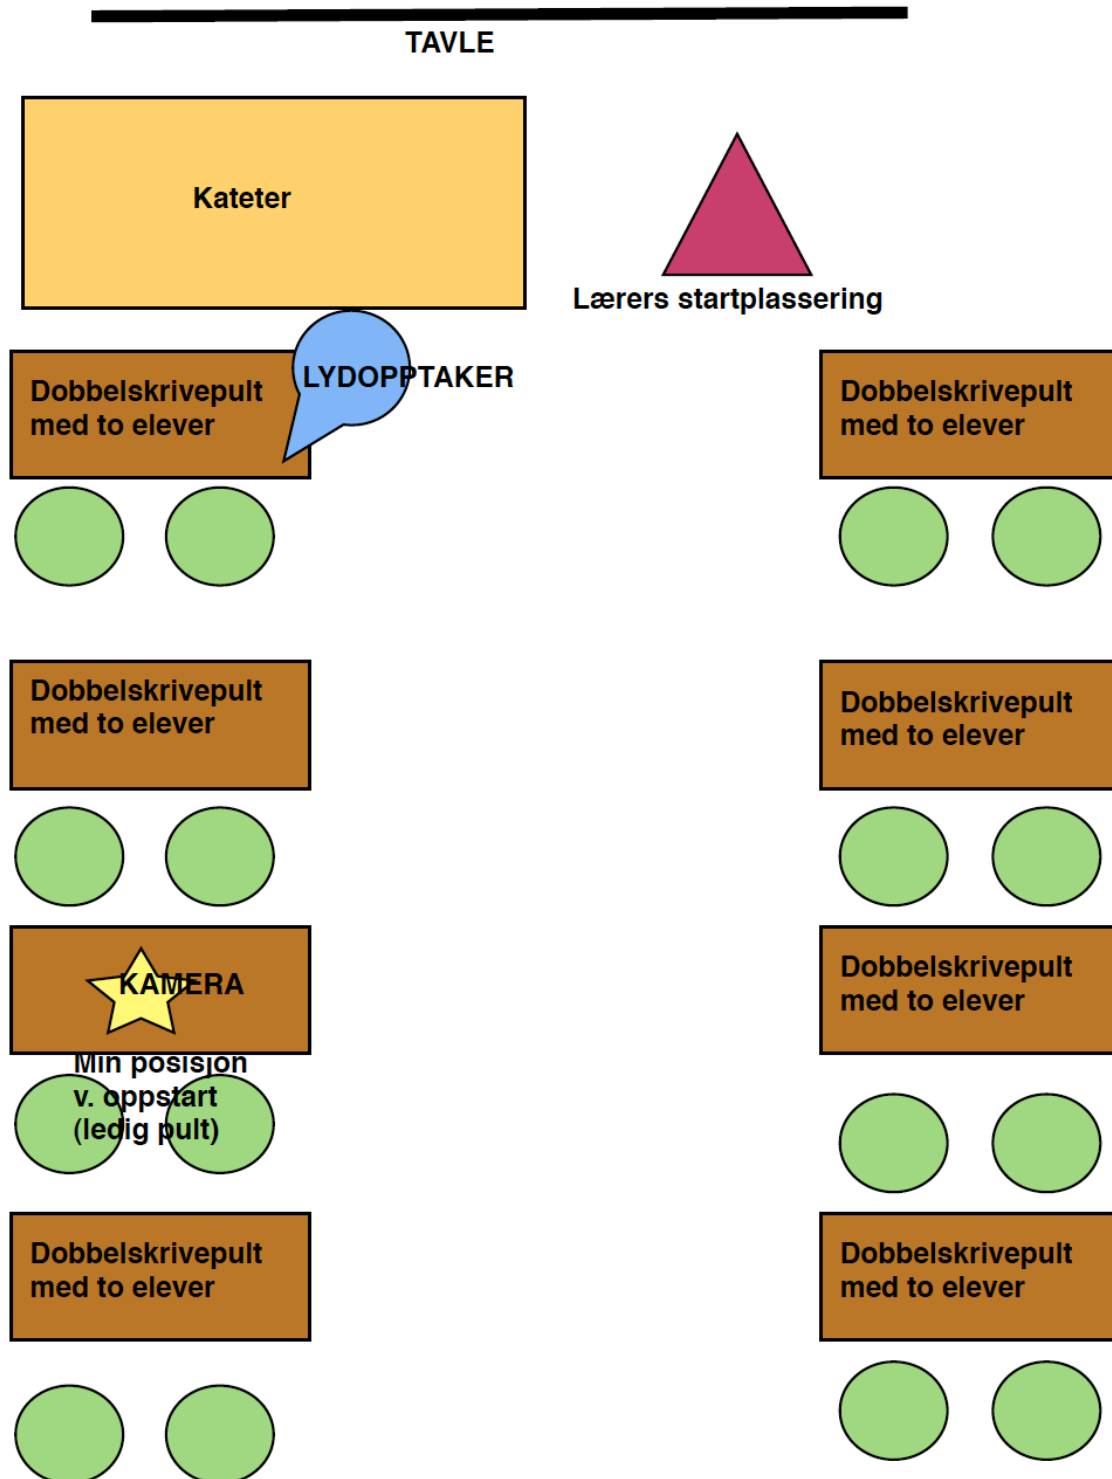 TAVLE
Kateter
Lærers startplassering
LYDOPPTAKER
Dobbelskrivepult
med to elever
Dobbelskrivepult
med to elever
Dobbelskrivepult
med to elever
Dobbelskrivepult
med to elever
KAMERA
Min posisjon
v. oppstart
(ledig pult)
Dobbelskrivepult
med to elever
Dobbelskrivepult
med to elever
Dobbelskrivepult
med to elever